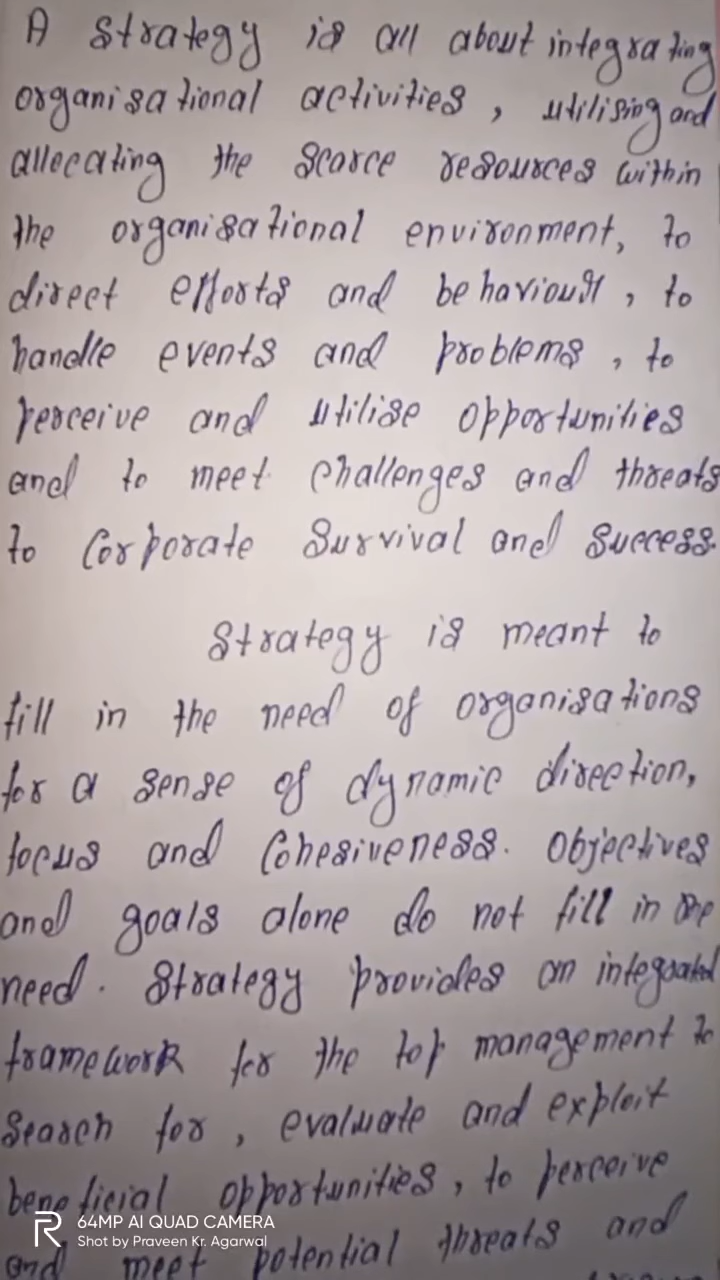 A strategy is all about integrating
organisational activities, utilising and
allocating the scarce resources within
the organisational environment, to
direct efforts and behaviour, to
handle events and problems, to
perceive and utilise opportunities
and to meet challenges and threats
to Corporate Survival and Success.
Strategy is meant to
fill in the need of organisations
for a sense of dynamic direction,
focus and Cohesiveness. Objectives
and goals alone do not fill in the
need. Strategy provides an integrated
framework for the top management to
Search for, evaluate and exploit
beneficial opportunities, to perceive
and meet potential threats and
64MP AI QUAD CAMERA
Shot by Praveen Kr. Agarwal